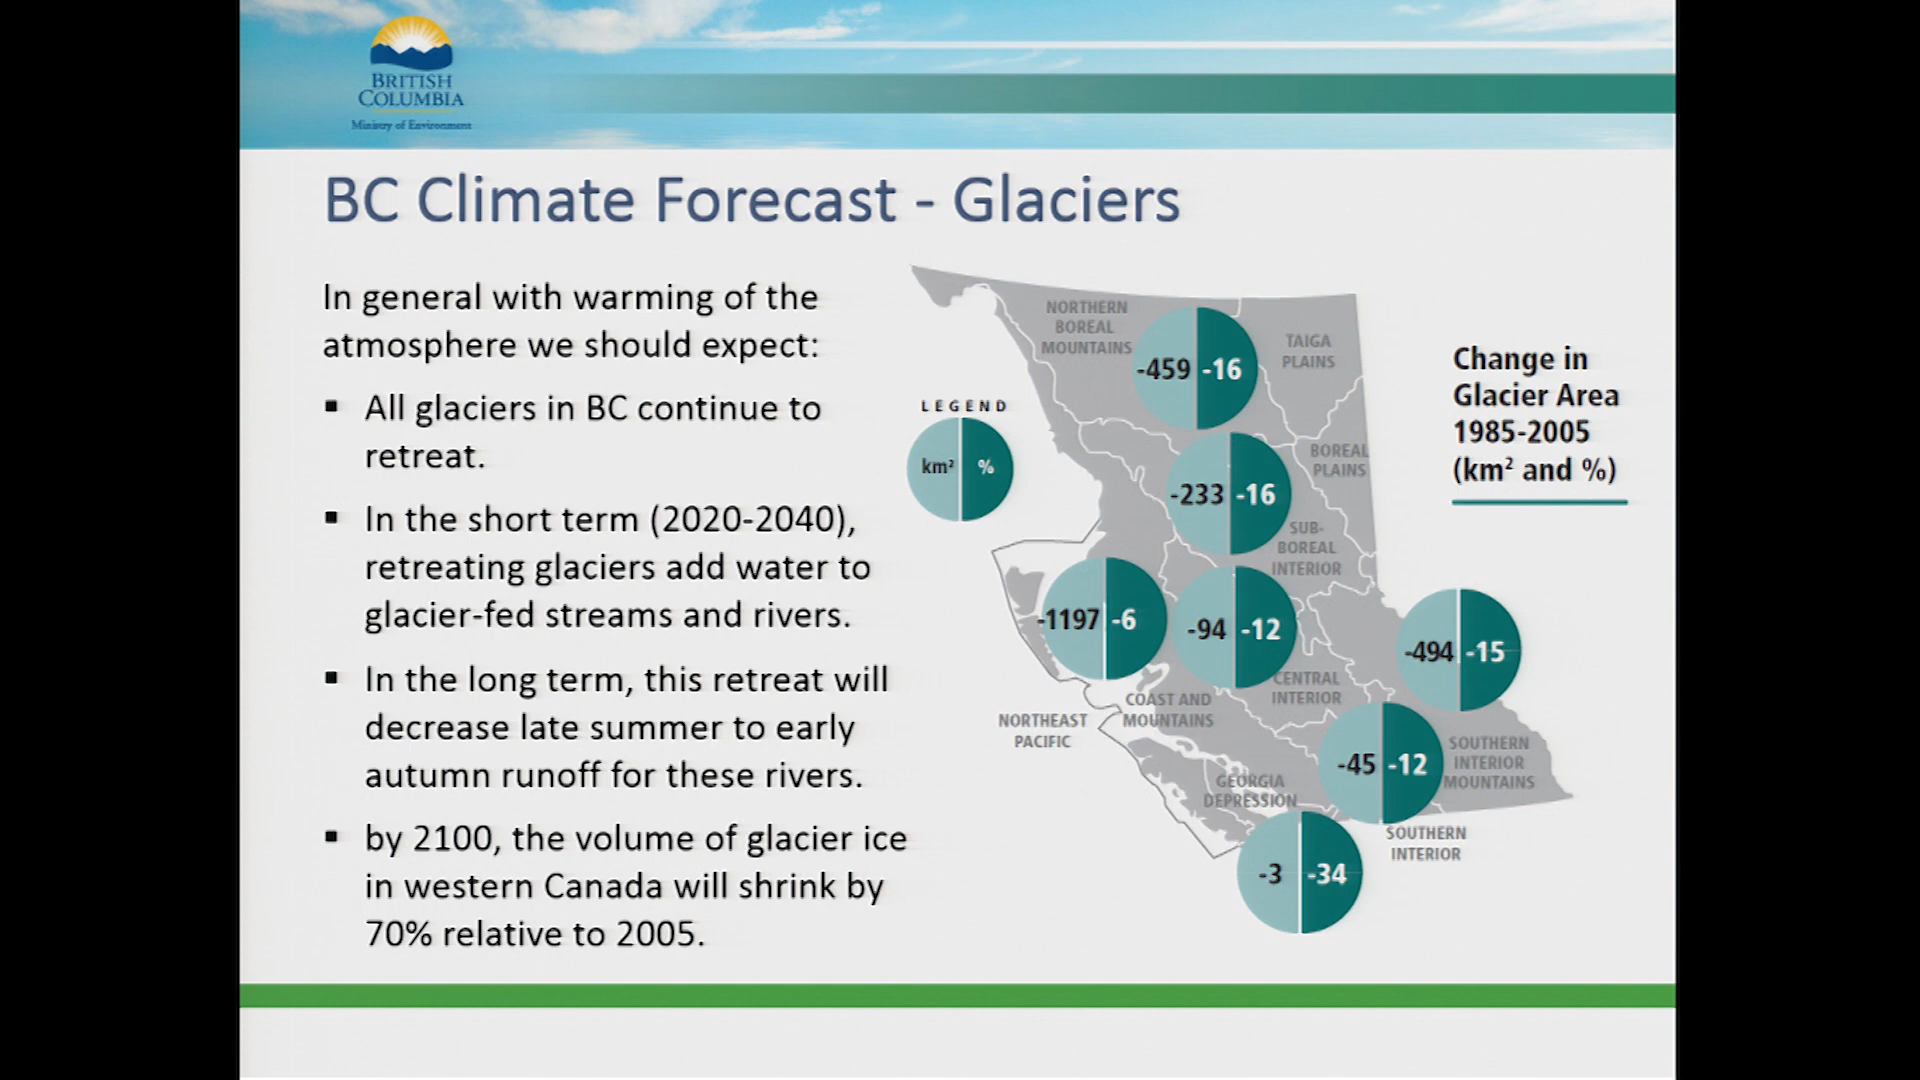 BRITISH
COLUMBIA
Ministry of Environment
BC Climate Forecast - Glaciers
In general with warming of the
atmosphere we should expect:
▪ All glaciers in BC continue to
retreat.
▪ In the short term (2020-2040),
retreating glaciers add water to
glacier-fed streams and rivers.
▪ In the long term, this retreat will
decrease late summer to early
autumn runoff for these rivers.
▪ by 2100, the volume of glacier ice
in western Canada will shrink by
70% relative to 2005.
LEGEND
km² %
NORTHERN
BOREAL
MOUNTAINS
-459 -16
TAIGA
PLAINS
BOREAL
PLAINS
-233 -16
SUB-
BOREAL
INTERIOR
-1197 -6
-94 -12
-494 -15
CENTRAL
INTERIOR
COAST AND
MOUNTAINS
NORTHEAST
PACIFIC
-45 -12
SOUTHERN
INTERIOR
MOUNTAINS
GEORGIA
DEPRESSION
SOUTHERN
INTERIOR
-3 -34
Change in
Glacier Area
1985-2005
(km² and %)